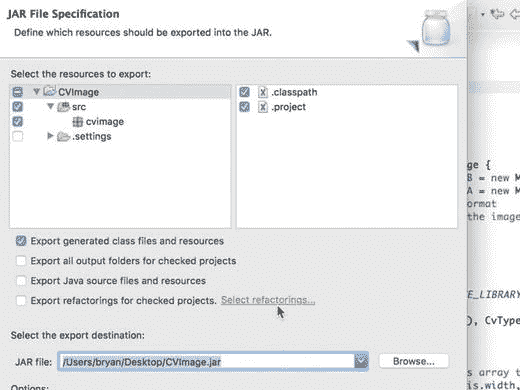 JAR File Specification
Define which resources should be exported into the JAR.
Select the resources to export:
CVImage
src
cvimage
.settings
.classpath
.project
Export generated class files and resources
Export all output folders for checked projects
Export Java source files and resources
Export refactorings for checked projects. Select refactorings...
Select the export destination:
JAR file: /Users/bryan/Desktop/CVImage.jar Browse...
Options:
ge {
B = new M
A = new M
ormat
the image
E_LIBRARY
), CvType
s array t
is.width,